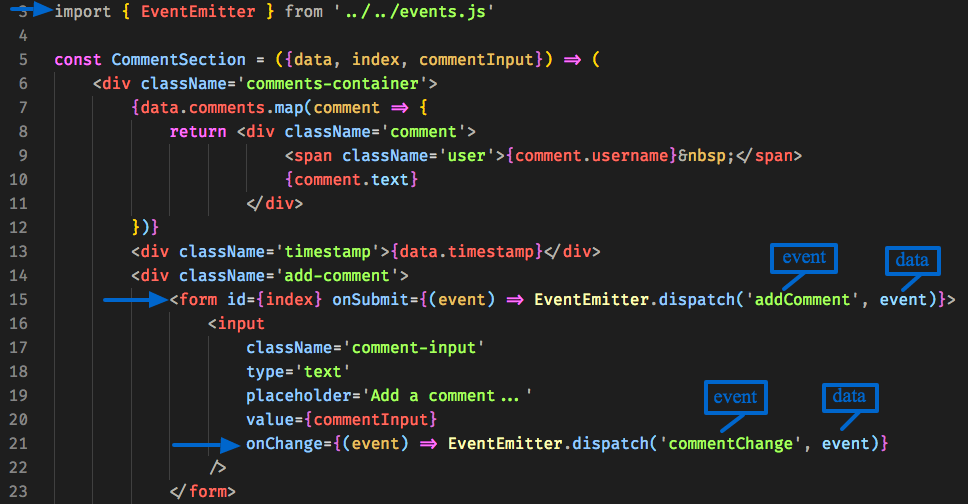 3 import { EventEmitter } from '../../events.js'
4
5 const CommentSection = ({data, index, commentInput}) => (
6 <div className='comments-container'>
7 {data.comments.map(comment => {
8 return <div className='comment'>
9 <span className='user'>{comment.username}&nbsp;</span>
10 {comment.text}
11 </div>
12 })}
13 <div className='timestamp'>{data.timestamp}</div>
14 <div className='add-comment'>
event data
15 <form id={index} onSubmit={(event) => EventEmitter.dispatch('addComment', event)}>
16 <input
17 className='comment-input'
18 type='text'
19 placeholder='Add a comment...'
event data
20 value={commentInput}
21 onChange={(event) => EventEmitter.dispatch('commentChange', event)}
22 />
23 </form>